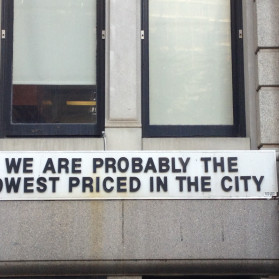 WE ARE PROBABLY THE
OWEST PRICED IN THE CITY